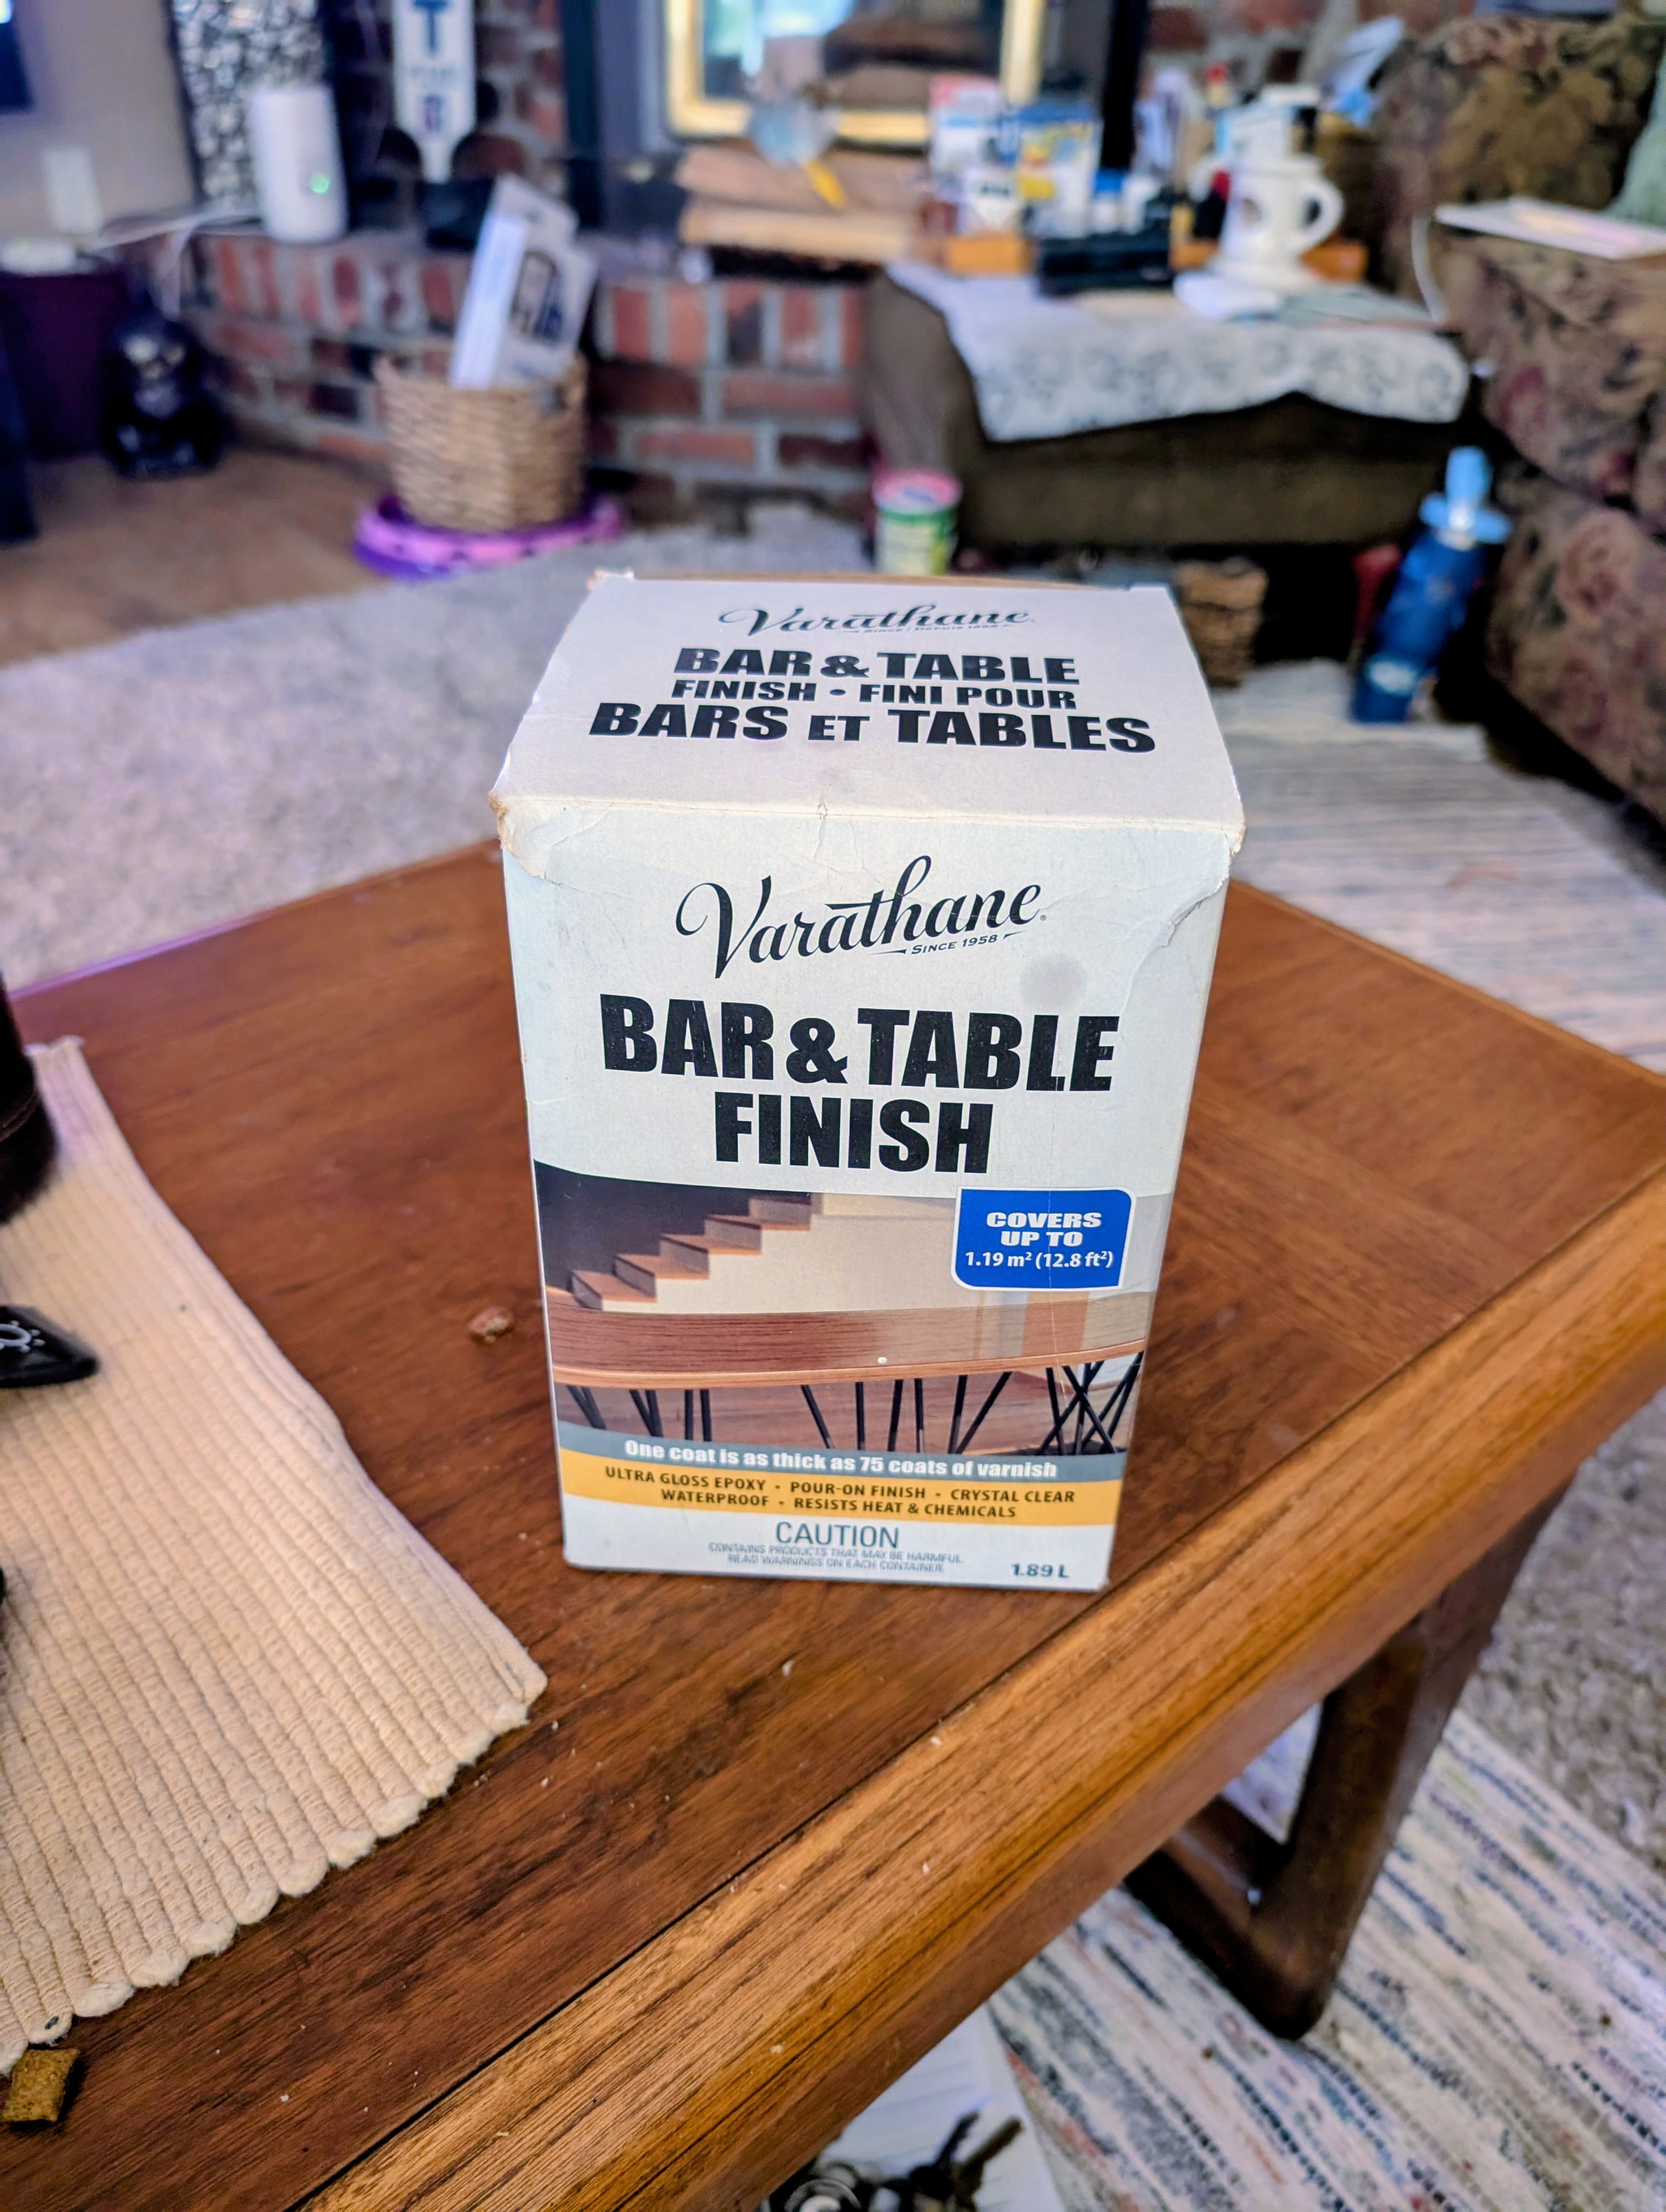 Varathane
SINCE | DEPUIS 1958
BAR & TABLE
FINISH • FINI POUR
BARS ET TABLES
Varathane®
SINCE 1958
BAR & TABLE
FINISH
COVERS
UP TO
1.19 m² (12.8 ft²)
One coat is as thick as 75 coats of varnish
ULTRA GLOSS EPOXY • POUR-ON FINISH • CRYSTAL CLEAR
WATERPROOF • RESISTS HEAT & CHEMICALS
CAUTION
CONTAINS PRODUCTS THAT MAY BE HARMFUL.
READ WARNINGS ON EACH CONTAINER.
1.89 L